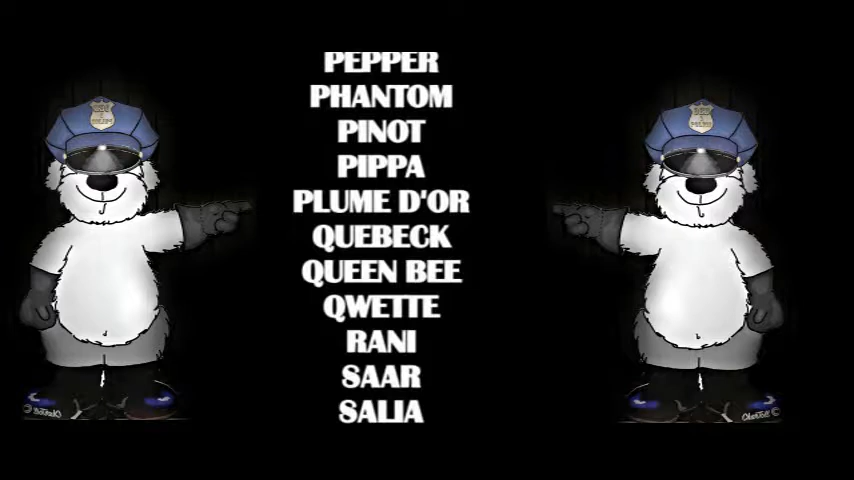 PEPPER
PHANTOM
PINOT
PIPPA
PLUME D'OR
QUEBECK
QUEEN BEE
QWETTE
RANI
SAAR
SALIA